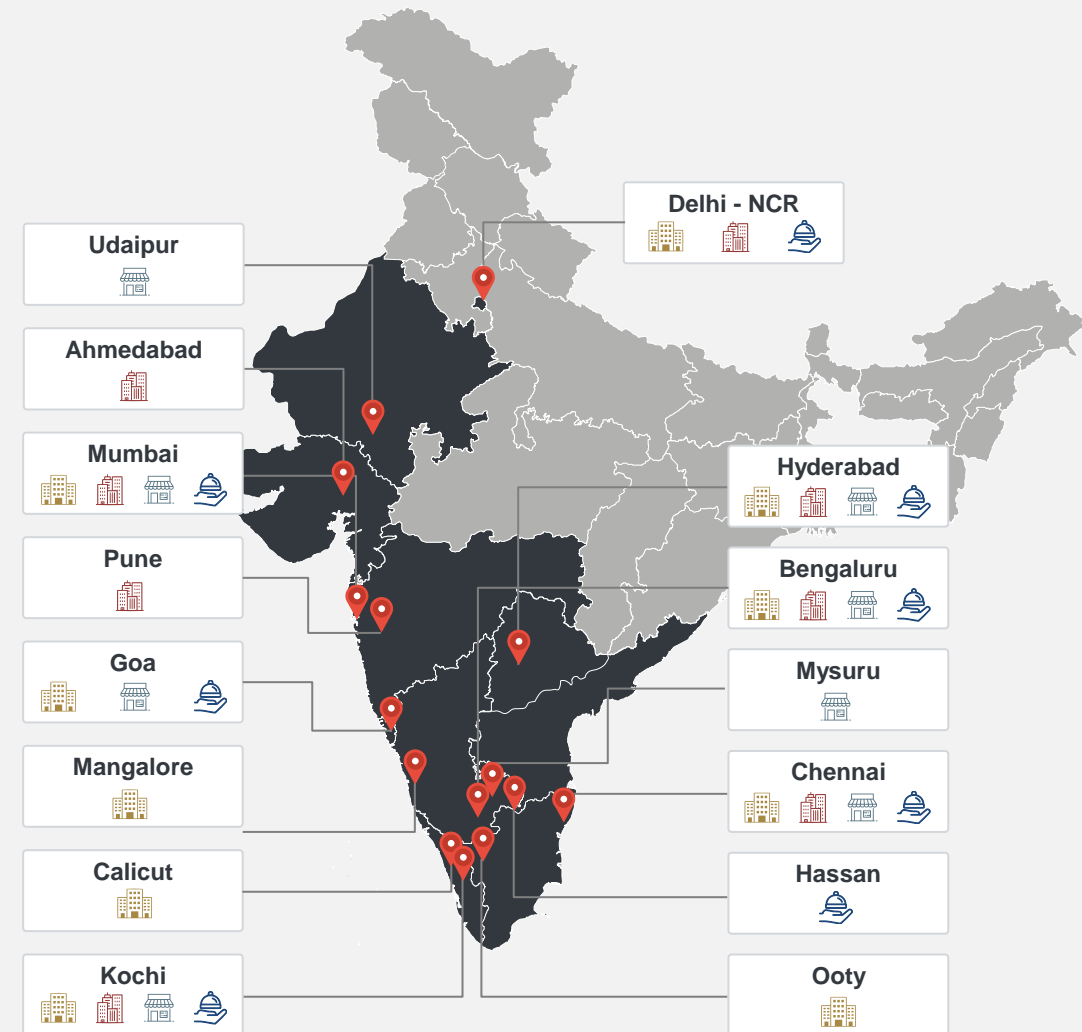 Delhi - NCR
Udaipur
Ahmedabad
Mumbai
Hyderabad
Pune
Bengaluru
Goa
Mysuru
Mangalore
Chennai
Calicut
Hassan
Kochi
Ooty